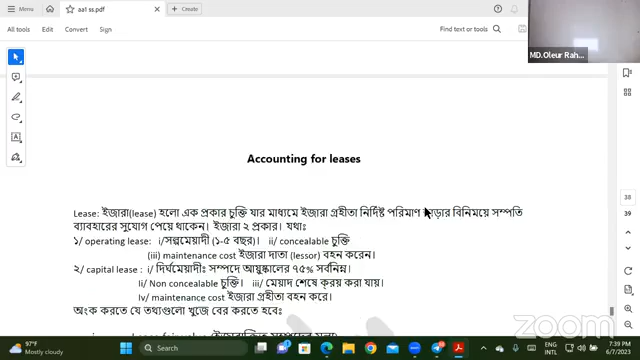 Menu
aa1 ss.pdf
Create
All tools Edit Convert Sign
Find text or tools
MD.Oleur Rah...
Accounting for leases
Lease: ইজারা(lease) হলো এক প্রকার চুক্তি যার মাধ্যমে ইজারা গ্রহীতা নির্দিষ্ট পরিমাণ বিনিময়ে সম্পতি
ব্যাবহারের সুযোগ পেয়ে থাকেন। ইজারা ২ প্রকার। যথাঃ
১/ operating lease: i/সল্পমেয়াদী (১-৫ বছর)। ii/ concealable চুক্তি
(iii) maintenance cost ইজারা দাতা (lessor) বহন করেন।
২/ capital lease : i/ দির্ঘমেয়াদীঃ সম্পদে আয়ুষ্কালের ৭৫% সর্বনিম্ন।
Ii/ Non concealable চুক্তি। iii/ মেয়াদ শেষে ক্রয় করা যায়।
IV/ maintenance cost ইজারা গ্রহীতা বহন করে।
অংক করতে যে তথ্যগুলো খুজে বের করতে হবেঃ
38
39
zoom
97°F
Mostly cloudy
Search
ENG
INTL
7:39 PM
6/7/2023